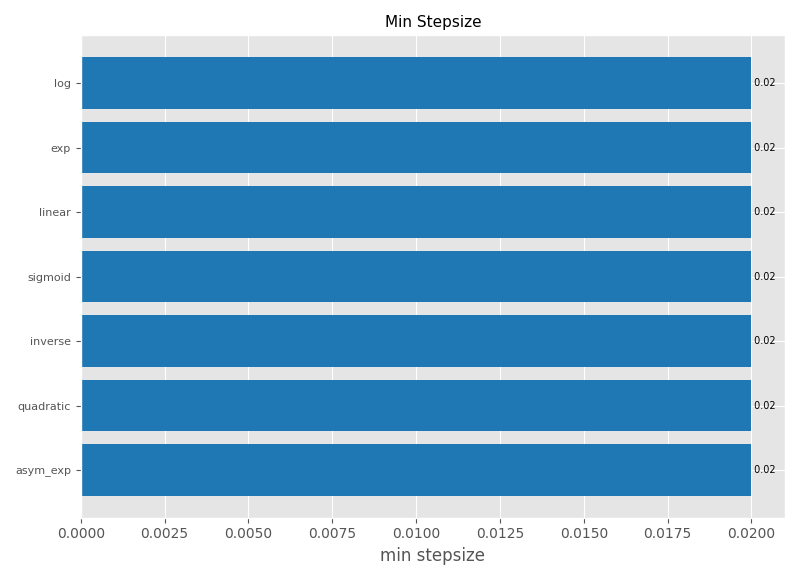 Min Stepsize
log 0.02
exp 0.02
linear 0.02
sigmoid 0.02
inverse 0.02
quadratic 0.02
asym_exp 0.02
0.0000 0.0025 0.0050 0.0075 0.0100 0.0125 0.0150 0.0175 0.0200
min stepsize